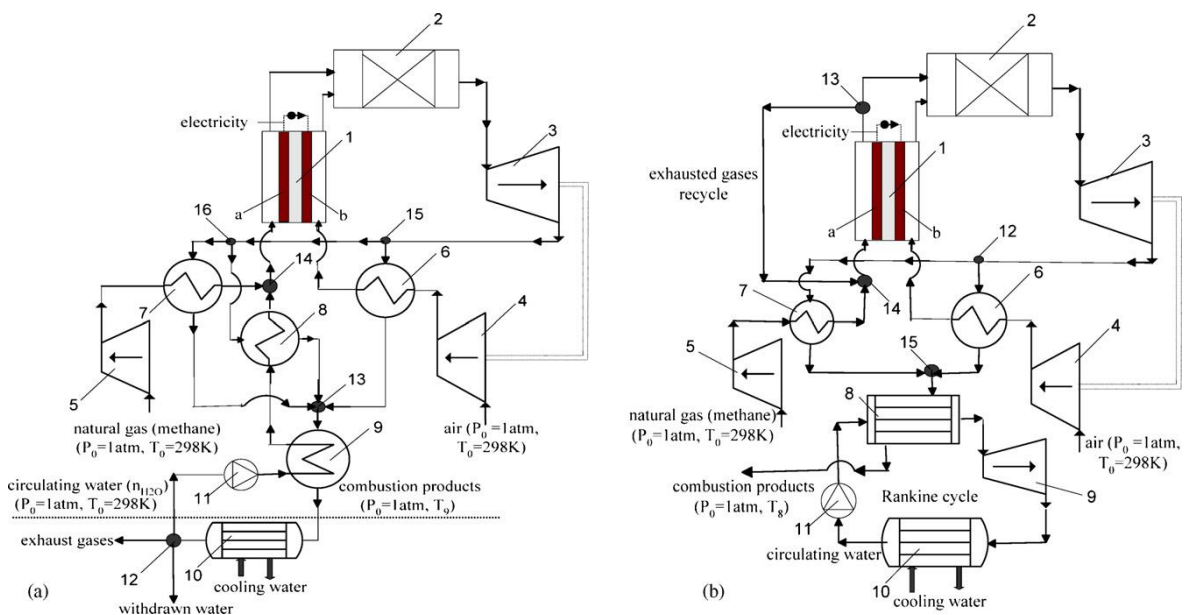 2
3
electricity
1
a
b
16
15
14
6
7
8
4
5
13
natural gas (methane)
(P0=1atm, T0=298K)
9
air (P0=1atm,
T0=298K)
circulating water (nH2O)
(P0=1atm, T0=298K)
11
combustion products
(P0=1atm, T9)
exhaust gases
10
12
cooling water
withdrawn water
(a)
2
13
3
electricity
1
exhausted gases
recycle
a
b
12
14
6
7
4
15
5
8
natural gas (methane)
(P0=1atm, T0=298K)
air (P0=1atm,
T0=298K)
combustion products
(P0=1atm, T8)
Rankine cycle
9
11
circulating water
10
cooling water
(b)